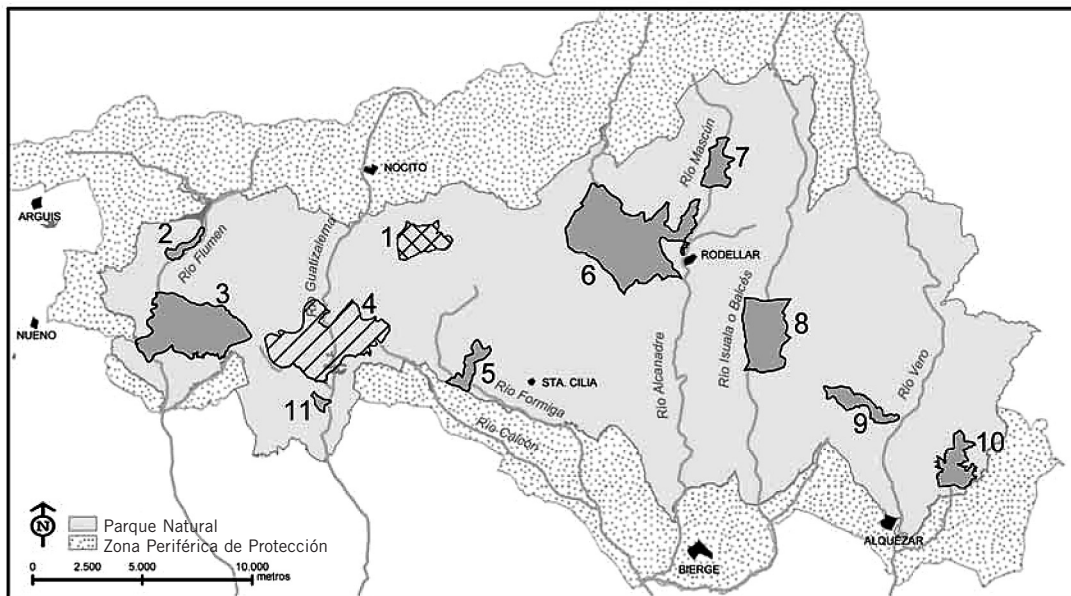 NOCITO
ARGUIS
NUENO
Río Flumen
Río Guatizalema
Río Mascún
RODELLAR
Río Isuala o Balcés
Río Alcanadre
Río Vero
STA. CILIA
Río Formiga
Río Calcón
ALQUÉZAR
BIERGE
1
2
3
4
5
6
7
8
9
10
11
N
Parque Natural
Zona Periférica de Protección
0 2.500 5.000 10.000
metros